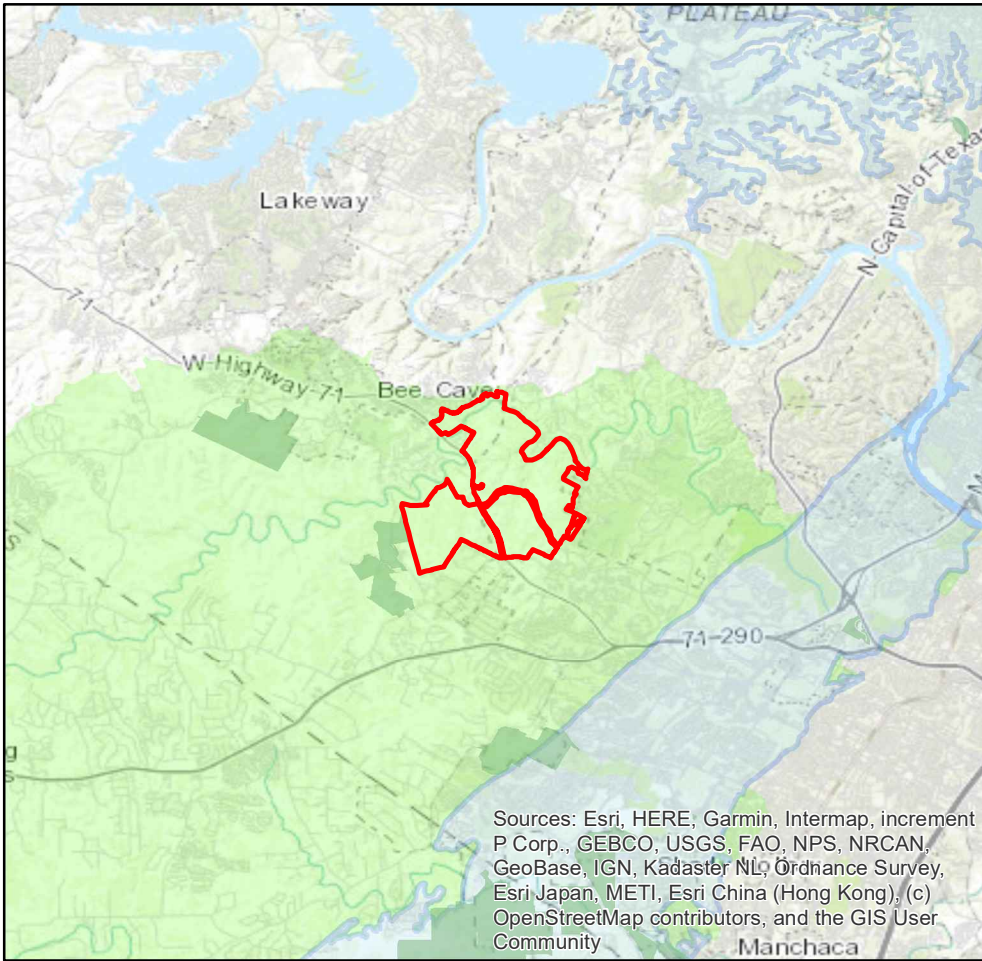 PLATEAU
N-Capital-of-Texas
Lakeway
71
W-Highway-71
Bee Cave
71-290
g
s
Sources: Esri, HERE, Garmin, Intermap, increment
P Corp., GEBCO, USGS, FAO, NPS, NRCAN,
GeoBase, IGN, Kadaster NL, Ordnance Survey,
Esri Japan, METI, Esri China (Hong Kong), (c)
OpenStreetMap contributors, and the GIS User
Community
Manchaca